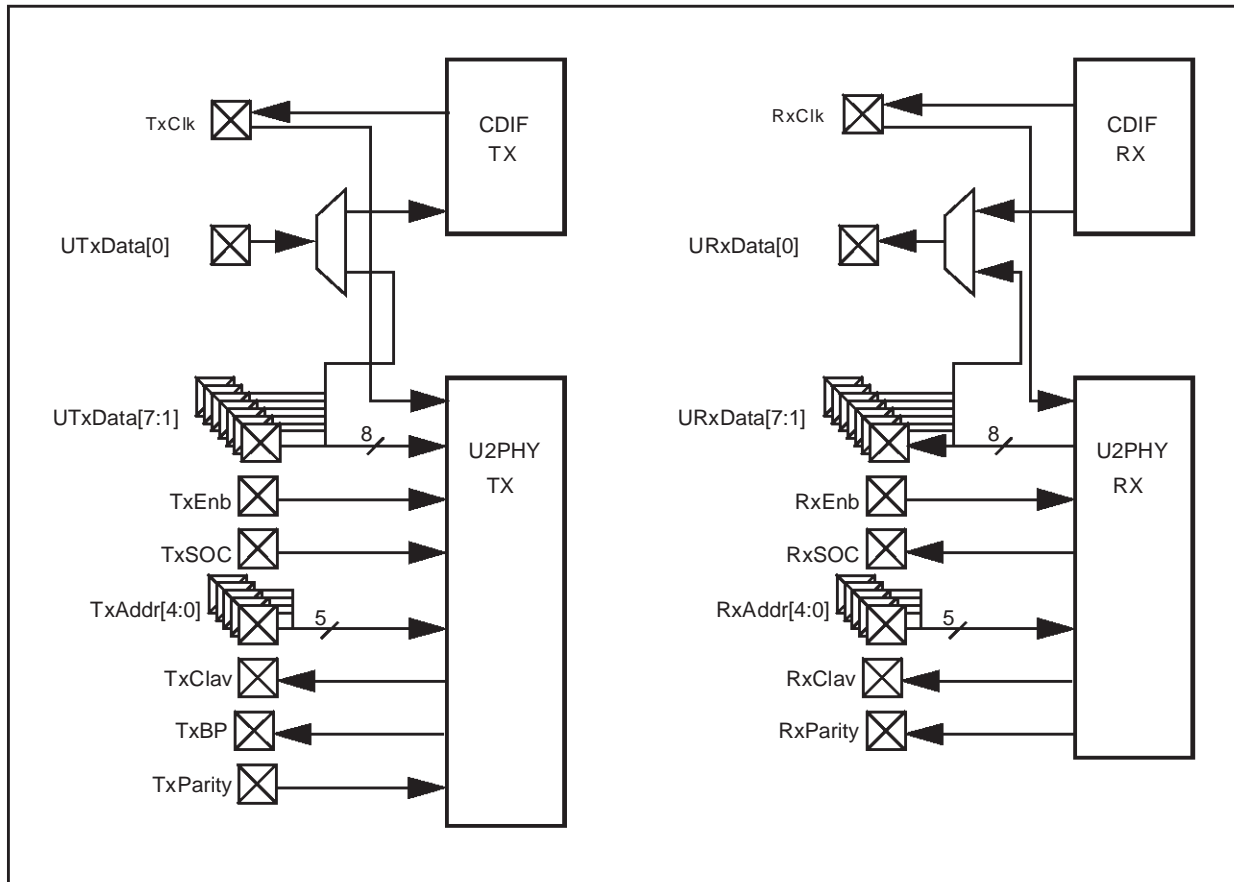 TxClk
CDIF
TX
UTxData[0]
UTxData[7:1]
8
U2PHY
TX
TxEnb
TxSOC
TxAddr[4:0]
5
TxClav
TxBP
TxParity
RxClk
CDIF
RX
URxData[0]
URxData[7:1]
8
U2PHY
RX
RxEnb
RxSOC
RxAddr[4:0]
5
RxClav
RxParity